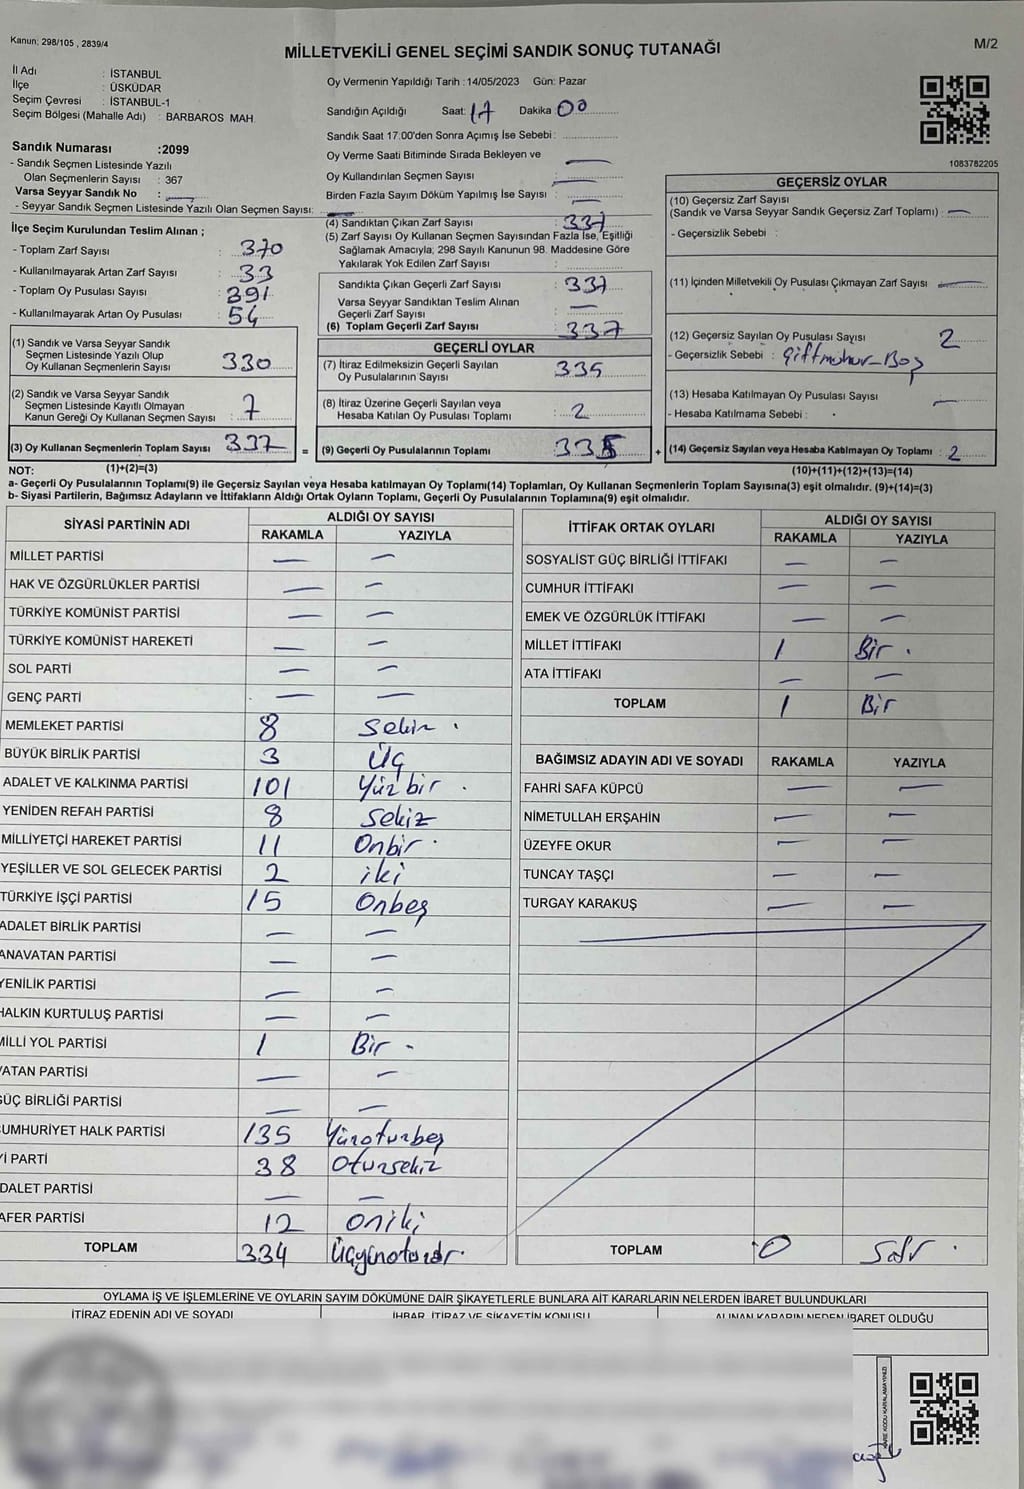 Kanun: 298/105 , 2839/4
MİLLETVEKİLİ GENEL SEÇİMİ SANDIK SONUÇ TUTANAĞI
M/2
İl Adı : İSTANBUL
İlçe : ÜSKÜDAR
Seçim Çevresi : İSTANBUL-1
Seçim Bölgesi (Mahalle Adı) : BARBAROS MAH.
Sandık Numarası :2099
- Sandık Seçmen Listesinde Yazılı
Olan Seçmenlerin Sayısı : 367
Varsa Seyyar Sandık No : —
- Seyyar Sandık Seçmen Listesinde Yazılı Olan Seçmen Sayısı: —
İlçe Seçim Kurulundan Teslim Alınan ;
- Toplam Zarf Sayısı : 370
- Kullanılmayarak Artan Zarf Sayısı : 33
- Toplam Oy Pusulası Sayısı : 391
- Kullanılmayarak Artan Oy Pusulası : 54
(1) Sandık ve Varsa Seyyar Sandık
Seçmen Listesinde Yazılı Olup
Oy Kullanan Seçmenlerin Sayısı : 330
(2) Sandık ve Varsa Seyyar Sandık
Seçmen Listesinde Kayıtlı Olmayan
Kanun Gereği Oy Kullanan Seçmen Sayısı : 7
(3) Oy Kullanan Seçmenlerin Toplam Sayısı : 337 =
Oy Vermenin Yapıldığı Tarih : 14/05/2023 Gün: Pazar
Sandığın Açıldığı Saat: 17 Dakika 00
Sandık Saat 17.00'den Sonra Açımış İse Sebebi :
Oy Verme Saati Bitiminde Sırada Bekleyen ve —
Oy Kullandırılan Seçmen Sayısı : —
Birden Fazla Sayım Döküm Yapılmış İse Sayısı : —
(4) Sandıktan Çıkan Zarf Sayısı : 337
(5) Zarf Sayısı Oy Kullanan Seçmen Sayısından Fazla İse, Eşitliği
Sağlamak Amacıyla; 298 Sayılı Kanunun 98. Maddesine Göre
Yakılarak Yok Edilen Zarf Sayısı :
Sandıkta Çıkan Geçerli Zarf Sayısı : 337
Varsa Seyyar Sandıktan Teslim Alınan
Geçerli Zarf Sayısı : —
(6) Toplam Geçerli Zarf Sayısı : 337
GEÇERLİ OYLAR
(7) İtiraz Edilmeksizin Geçerli Sayılan
Oy Pusulalarının Sayısı : 335
(8) İtiraz Üzerine Geçerli Sayılan veya
Hesaba Katılan Oy Pusulası Toplamı : 2
(9) Geçerli Oy Pusulalarının Toplamı : 335 +
1083782205
GEÇERSİZ OYLAR
(10) Geçersiz Zarf Sayısı
(Sandık ve Varsa Seyyar Sandık Geçersiz Zarf Toplamı) : —
- Geçersizlik Sebebi :
(11) İçinden Milletvekili Oy Pusulası Çıkmayan Zarf Sayısı : —
(12) Geçersiz Sayılan Oy Pusulası Sayısı : 2
- Geçersizlik Sebebi : Çiftmühür-Boş
(13) Hesaba Katılmayan Oy Pusulası Sayısı : —
- Hesaba Katılmama Sebebi :
(14) Geçersiz Sayılan veya Hesaba Katılmayan Oy Toplamı : 2
NOT: (1)+(2)=(3) (10)+(11)+(12)+(13)=(14)
a- Geçerli Oy Pusulalarının Toplamı(9) ile Geçersiz Sayılan veya Hesaba katılmayan Oy Toplamı(14) Toplamları, Oy Kullanan Seçmenlerin Toplam Sayısına(3) eşit olmalıdır. (9)+(14)=(3)
b- Siyasi Partilerin, Bağımsız Adayların ve İttifakların Aldığı Ortak Oyların Toplamı, Geçerli Oy Pusulalarının Toplamına(9) eşit olmalıdır.
SİYASİ PARTİNİN ADI ALDIĞI OY SAYISI
RAKAMLA YAZIYLA
MİLLET PARTİSİ — —
HAK VE ÖZGÜRLÜKLER PARTİSİ — —
TÜRKİYE KOMÜNİST PARTİSİ — —
TÜRKİYE KOMÜNİST HAREKETİ — —
SOL PARTİ — —
GENÇ PARTİ — —
MEMLEKET PARTİSİ 8 Sekiz .
BÜYÜK BİRLİK PARTİSİ 3 Üç
ADALET VE KALKINMA PARTİSİ 101 Yüz bir .
YENİDEN REFAH PARTİSİ 8 Sekiz
MİLLİYETÇİ HAREKET PARTİSİ 11 Onbir .
YEŞİLLER VE SOL GELECEK PARTİSİ 2 iki
TÜRKİYE İŞÇİ PARTİSİ 15 Onbeş
ADALET BİRLİK PARTİSİ — —
ANAVATAN PARTİSİ — —
YENİLİK PARTİSİ — —
HALKIN KURTULUŞ PARTİSİ — —
MİLLİ YOL PARTİSİ 1 Bir .
VATAN PARTİSİ — —
GÜÇ BİRLİĞİ PARTİSİ — —
UMHURİYET HALK PARTİSİ 135 Yüzoturbeş
Yİ PARTİ 38 Otuzsekiz
DALET PARTİSİ — —
AFER PARTİSİ 12 oniki
TOPLAM 334
İTTİFAK ORTAK OYLARI ALDIĞI OY SAYISI
RAKAMLA YAZIYLA
SOSYALİST GÜÇ BİRLİĞİ İTTİFAKI — —
CUMHUR İTTİFAKI — —
EMEK VE ÖZGÜRLÜK İTTİFAKI — —
MİLLET İTTİFAKI 1 Bir .
ATA İTTİFAKI — —
TOPLAM 1 Bir
BAĞIMSIZ ADAYIN ADI VE SOYADI RAKAMLA YAZIYLA
FAHRİ SAFA KÜPCÜ — —
NİMETULLAH ERŞAHİN — —
ÜZEYFE OKUR — —
TUNCAY TAŞÇI — —
TURGAY KARAKUŞ — —
TOPLAM 0 Sıfır .
OYLAMA İŞ VE İŞLEMLERİNE VE OYLARIN SAYIM DÖKÜMÜNE DAİR ŞİKAYETLERLE BUNLARA AİT KARARLARIN NELERDEN İBARET BULUNDUKLARI
İTİRAZ EDENİN ADI VE SOYADI İHBAR, İTİRAZ VE ŞİKAYETİN KONUSU ALINAN KARARIN NEDEN İBARET OLDUĞU